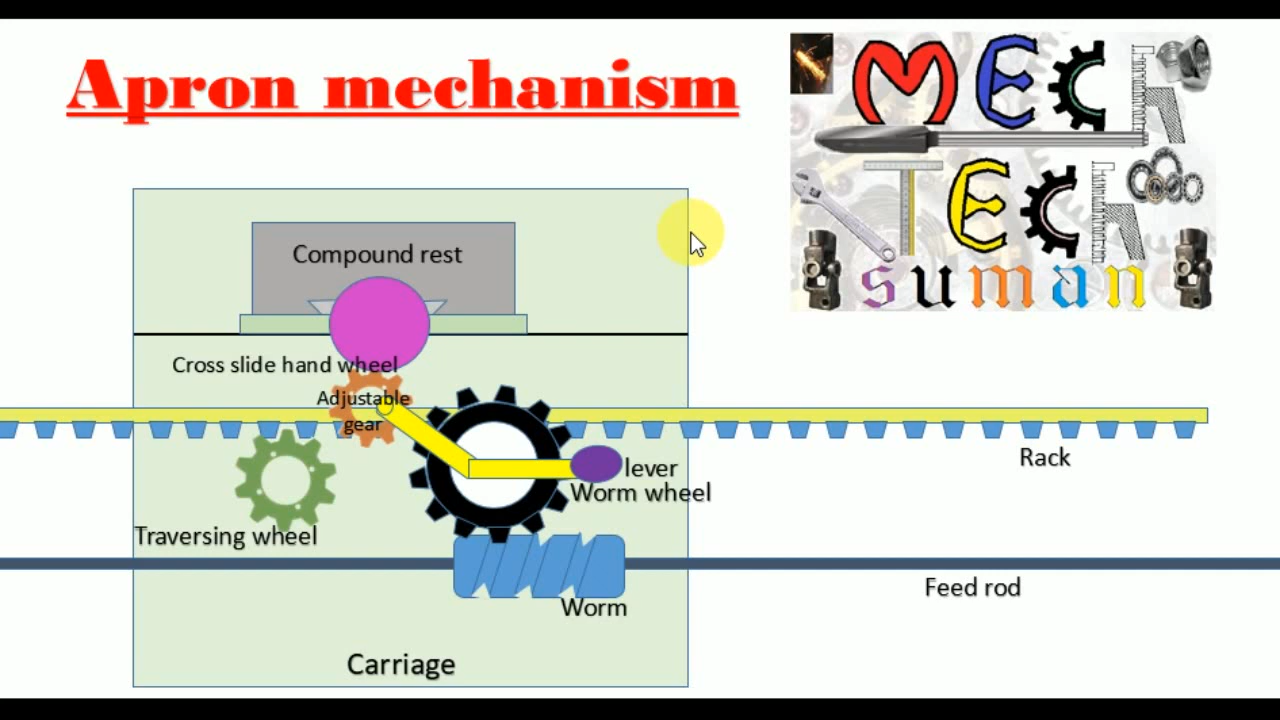 Apron mechanism
MECh
TECh
suman
Compound rest
Cross slide hand wheel
Adjustable
gear
lever
Rack
Worm wheel
Traversing wheel
Feed rod
Worm
Carriage